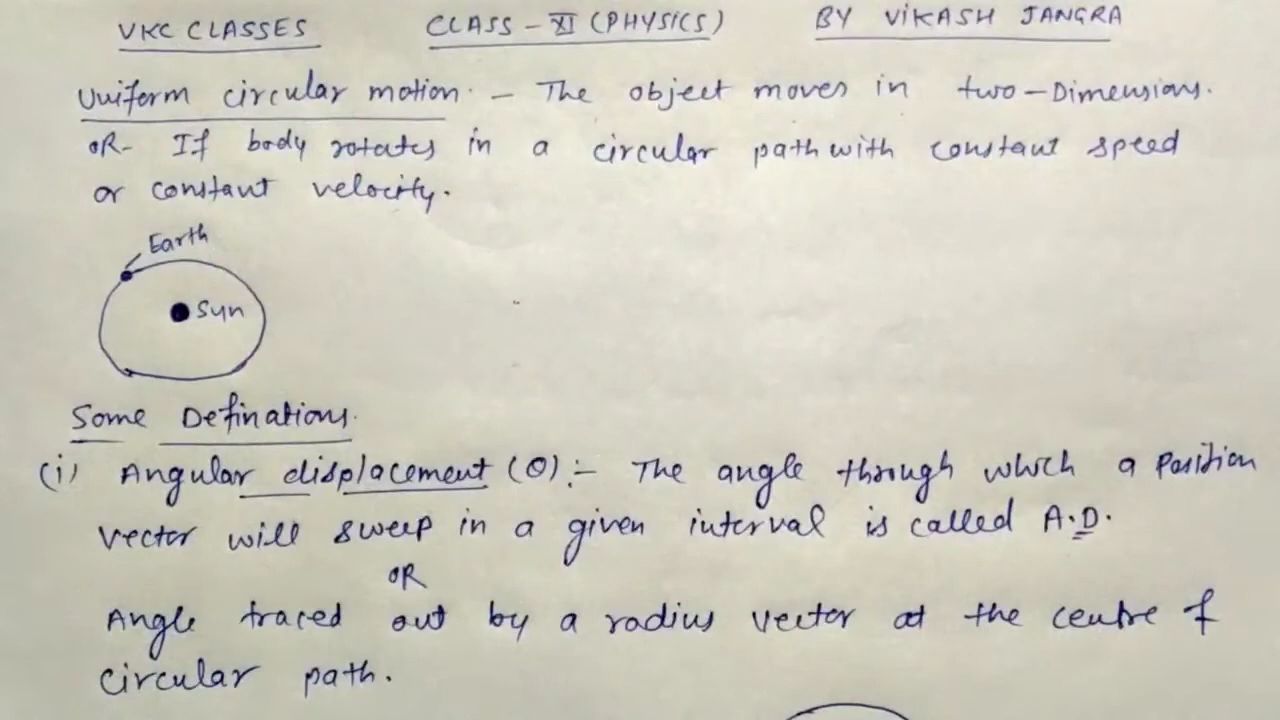 VKC CLASSES CLASS - XI (PHYSICS) BY VIKASH JANGRA
Uniform circular motion. - The object moves in two-Dimensions.
OR- If body rotates in a circular path with constant speed
or constant velocity.
Earth
Sun
Some Definations.
(i) Angular displacement (θ) :- The angle through which a Position
vector will sweep in a given interval is called A.D.
OR
Angle traced out by a radius vector at the centre of
circular path.